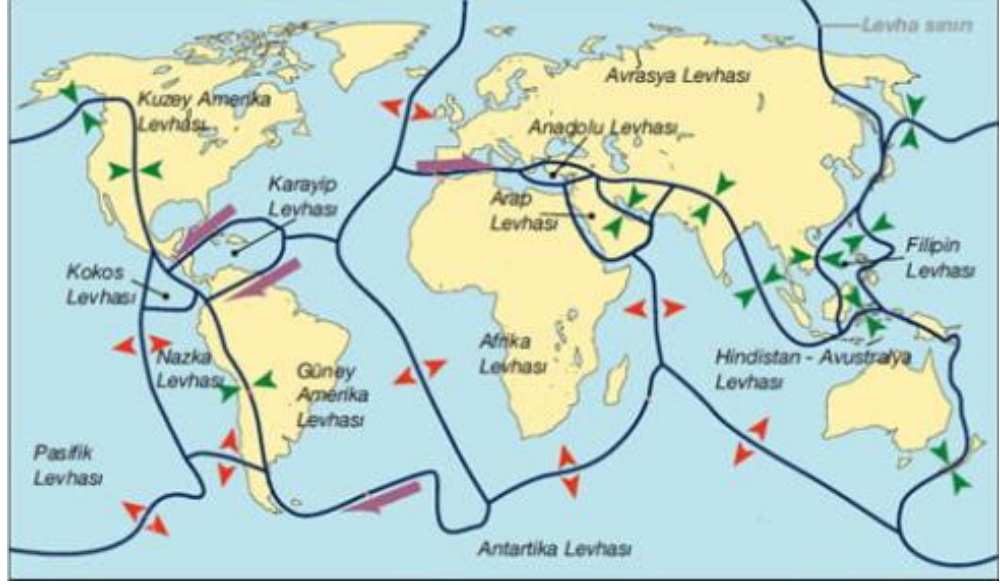 Levha sınırı
Avrasya Levhası
Kuzey Amerika
Levhası
Anadolu Levhası
Karayip
Levhası
Arap
Levhası
Kokos
Levhası
Filipin
Levhası
Nazka
Levhası
Güney
Amerika
Levhası
Afrika
Levhası
Hindistan - Avustralya
Levhası
Pasifik
Levhası
Antartika Levhası